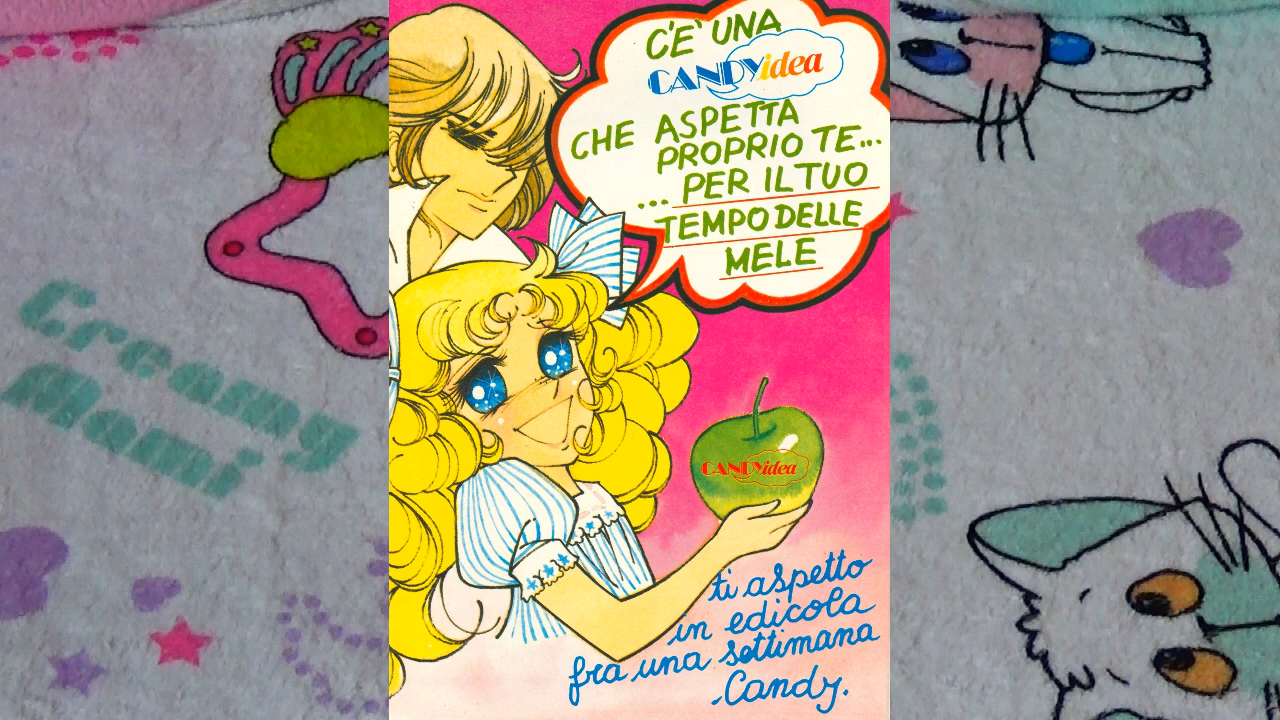 C'E' UNA
CANDYidea
CHE ASPETTA
PROPRIO TE...
...PER IL TUO
TEMPO DELLE
MELE
CANDYidea
ti aspetto
in edicola
fra una settimana
Candy.
Creamy
Mami